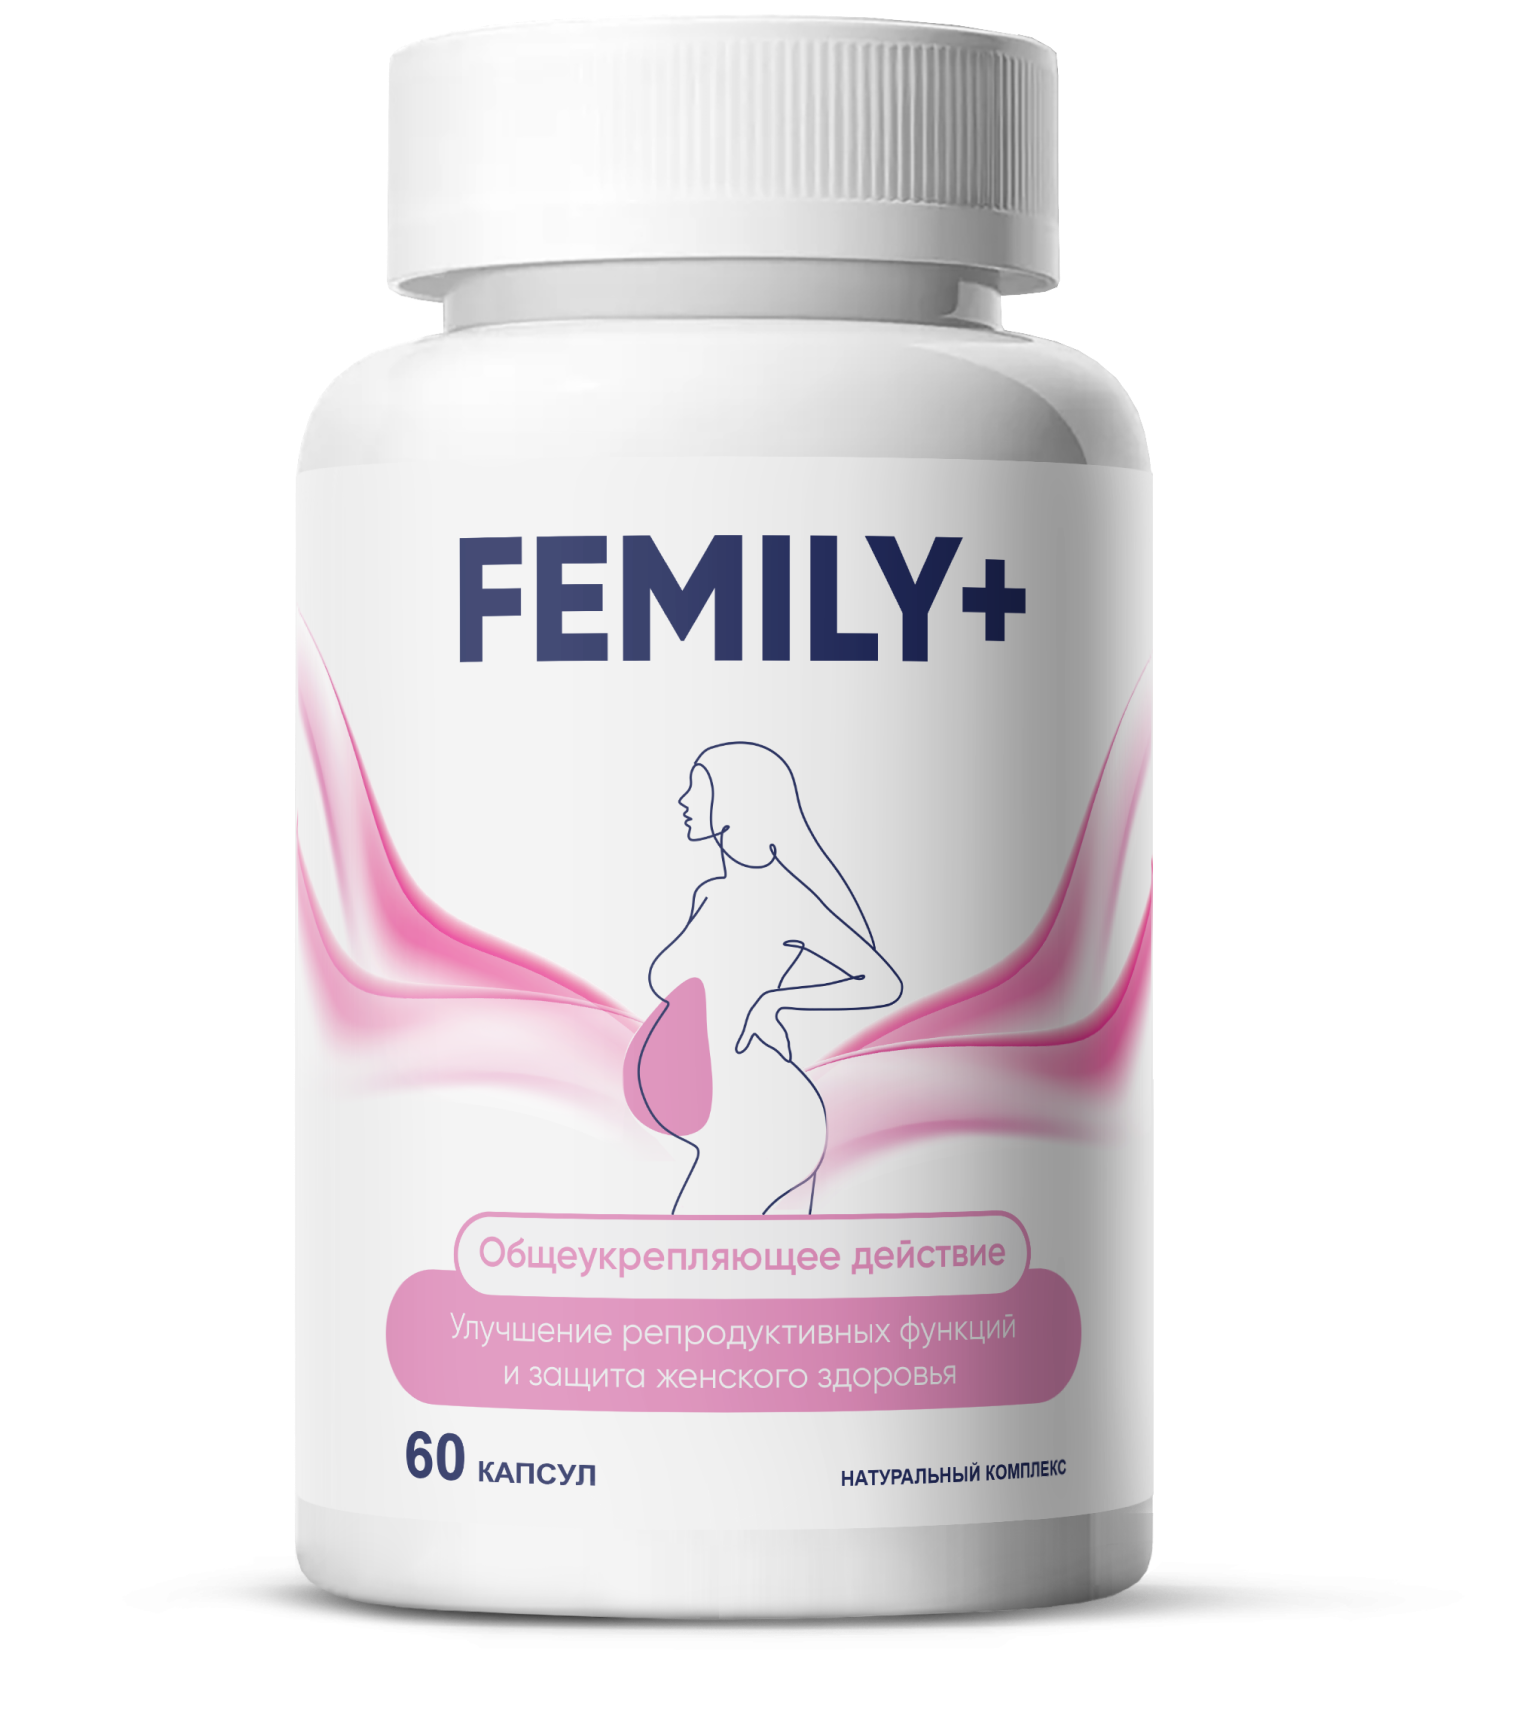 FEMILY+
Общеукрепляющее действие
Улучшение репродуктивных функций
и защита женского здоровья
60 КАПСУЛ
НАТУРАЛЬНЫЙ КОМПЛЕКС